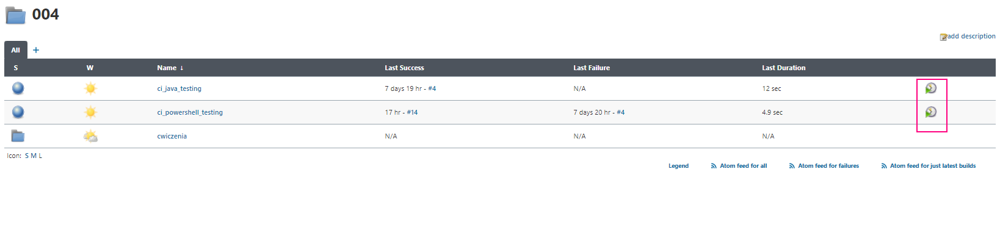 004
add description
All +
S W Name ↓ Last Success Last Failure Last Duration
ci_java_testing 7 days 19 hr - #4 N/A 12 sec
ci_powershell_testing 17 hr - #14 7 days 20 hr - #4 4.9 sec
cwiczenia N/A N/A N/A
Icon: S M L
Legend Atom feed for all Atom feed for failures Atom feed for just latest builds